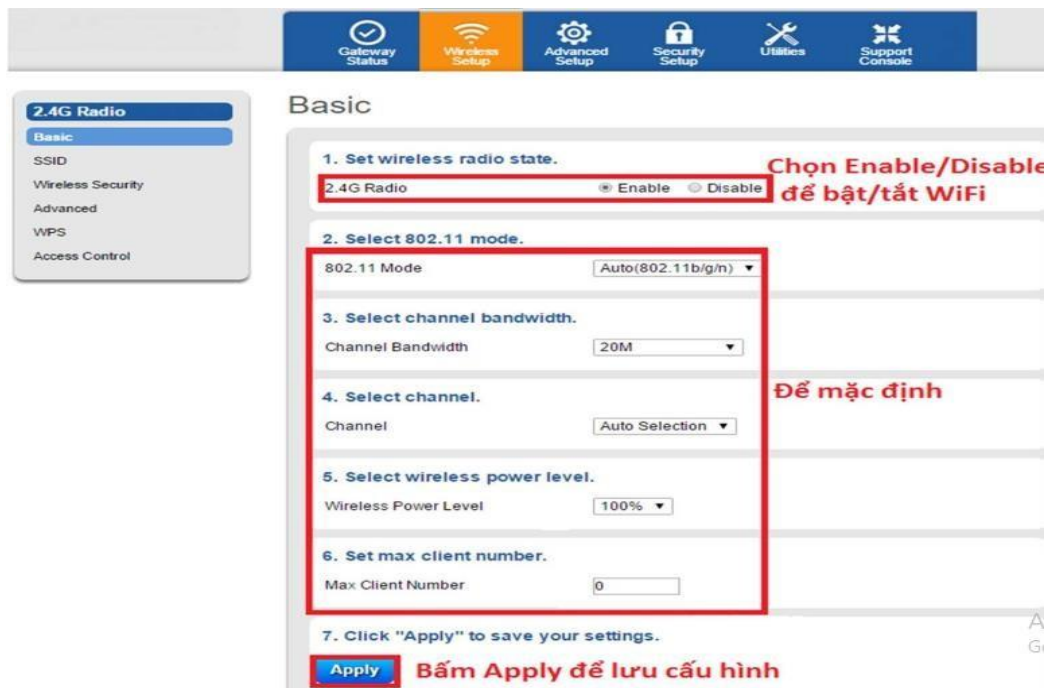 Gateway Status
Wireless Setup
Advanced Setup
Security Setup
Utilities
Support Console
2.4G Radio
Basic
SSID
Wireless Security
Advanced
WPS
Access Control
Basic
1. Set wireless radio state.
2.4G Radio
Enable
Disable
Chọn Enable/Disable
để bật/tắt WiFi
2. Select 802.11 mode.
802.11 Mode
Auto(802.11b/g/n)
3. Select channel bandwidth.
Channel Bandwidth
20M
Để mặc định
4. Select channel.
Channel
Auto Selection
5. Select wireless power level.
Wireless Power Level
100%
6. Set max client number.
Max Client Number
0
7. Click "Apply" to save your settings.
Apply
Bấm Apply để lưu cấu hình